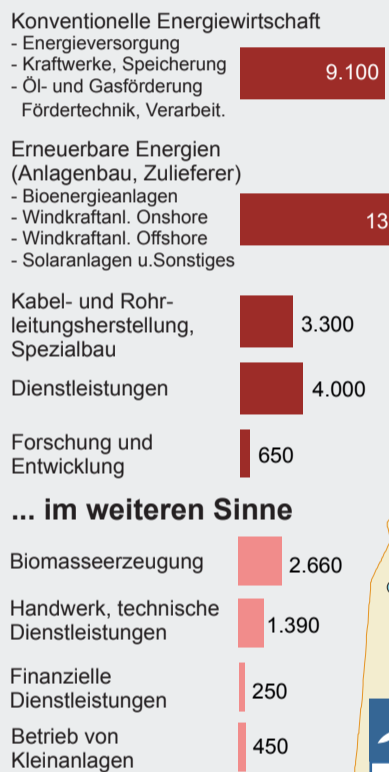 Konventionelle Energiewirtschaft
- Energieversorgung
- Kraftwerke, Speicherung
- Öl- und Gasförderung
Fördertechnik, Verarbeit.
9.100
Erneuerbare Energien
(Anlagenbau, Zulieferer)
- Bioenergieanlagen
- Windkraftanl. Onshore
- Windkraftanl. Offshore
- Solaranlagen u.Sonstiges
13
Kabel- und Rohr-
leitungsherstellung,
Spezialbau
3.300
Dienstleistungen
4.000
Forschung und
Entwicklung
650
... im weiteren Sinne
Biomasseerzeugung
2.660
Handwerk, technische
Dienstleistungen
1.390
Finanzielle
Dienstleistungen
250
Betrieb von
Kleinanlagen
450